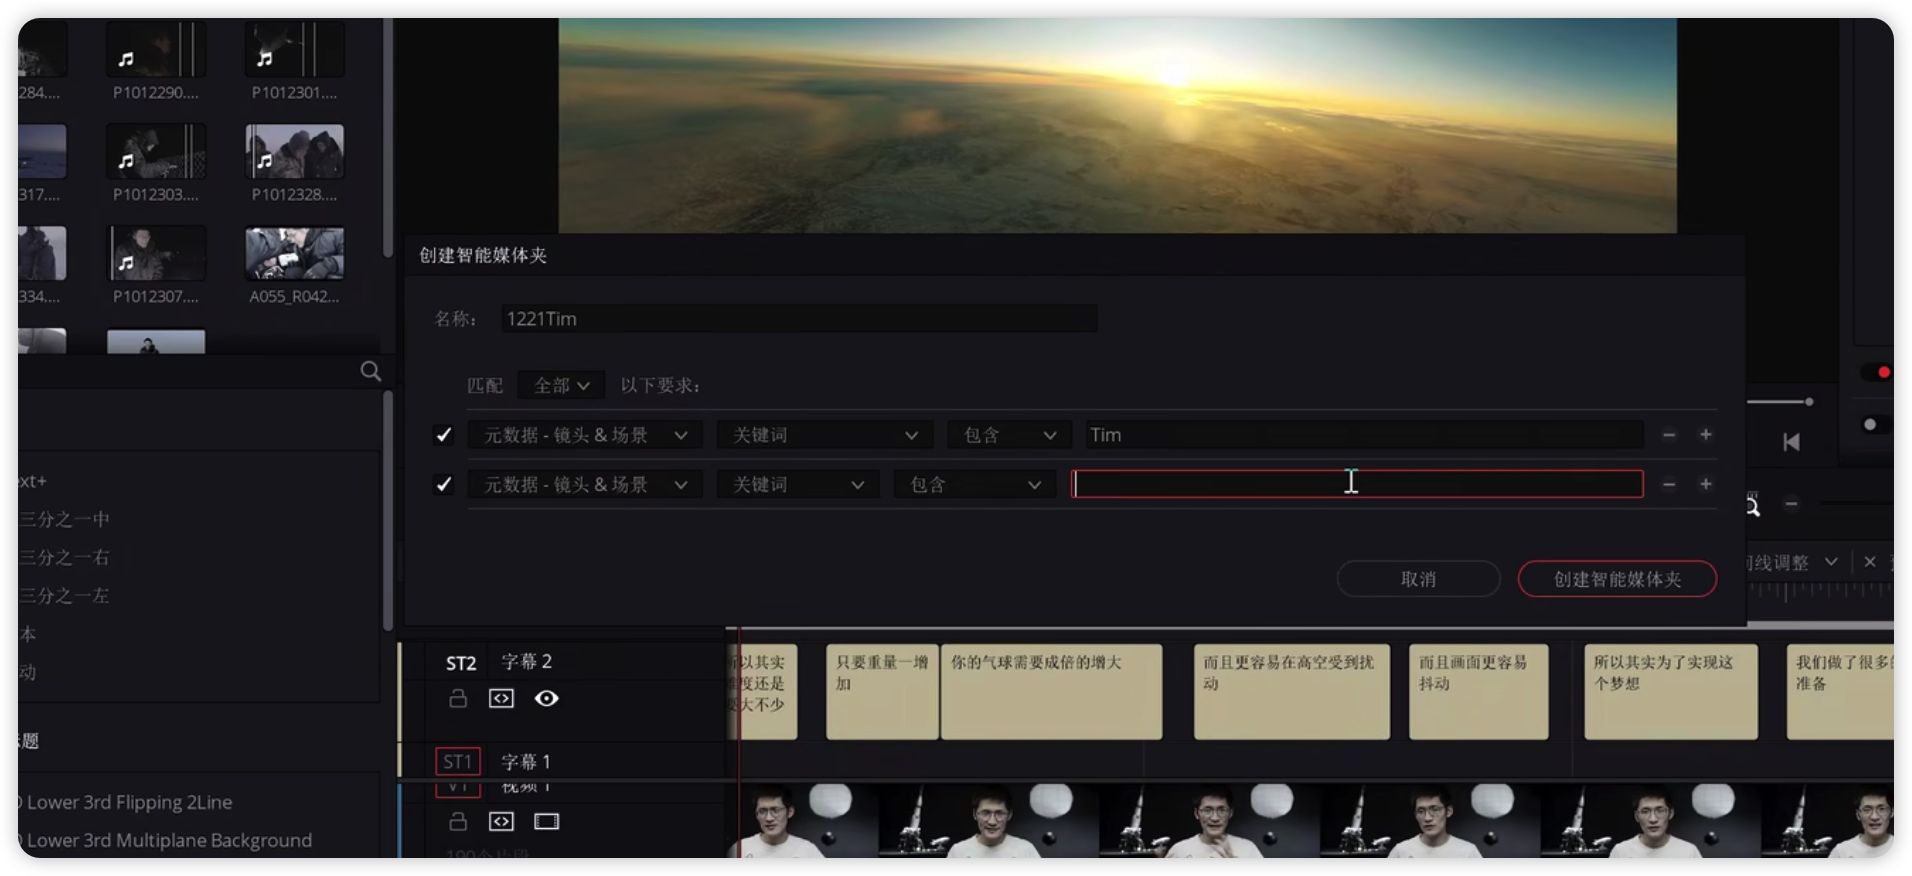 284....
P1012290....
P1012301....
317....
P1012303....
P1012328....
334....
P1012307....
A055_R042...
创建智能媒体夹
名称：
1221Tim
匹配 全部 以下要求：
元数据 - 镜头 & 场景 关键词 包含 Tim
元数据 - 镜头 & 场景 关键词 包含
取消
创建智能媒体夹
线调整
ext+
三分之一中
三分之一右
三分之一左
本
动
题
Lower 3rd Flipping 2Line
Lower 3rd Multiplane Background
ST2 字幕 2
所以其实
难度还是
要大不少
只要重量一增
加
你的气球需要成倍的增大
而且更容易在高空受到扰
动
而且画面更容易
抖动
所以其实为了实现这
个梦想
我们做了很多
准备
ST1 字幕 1
V1 视频 1